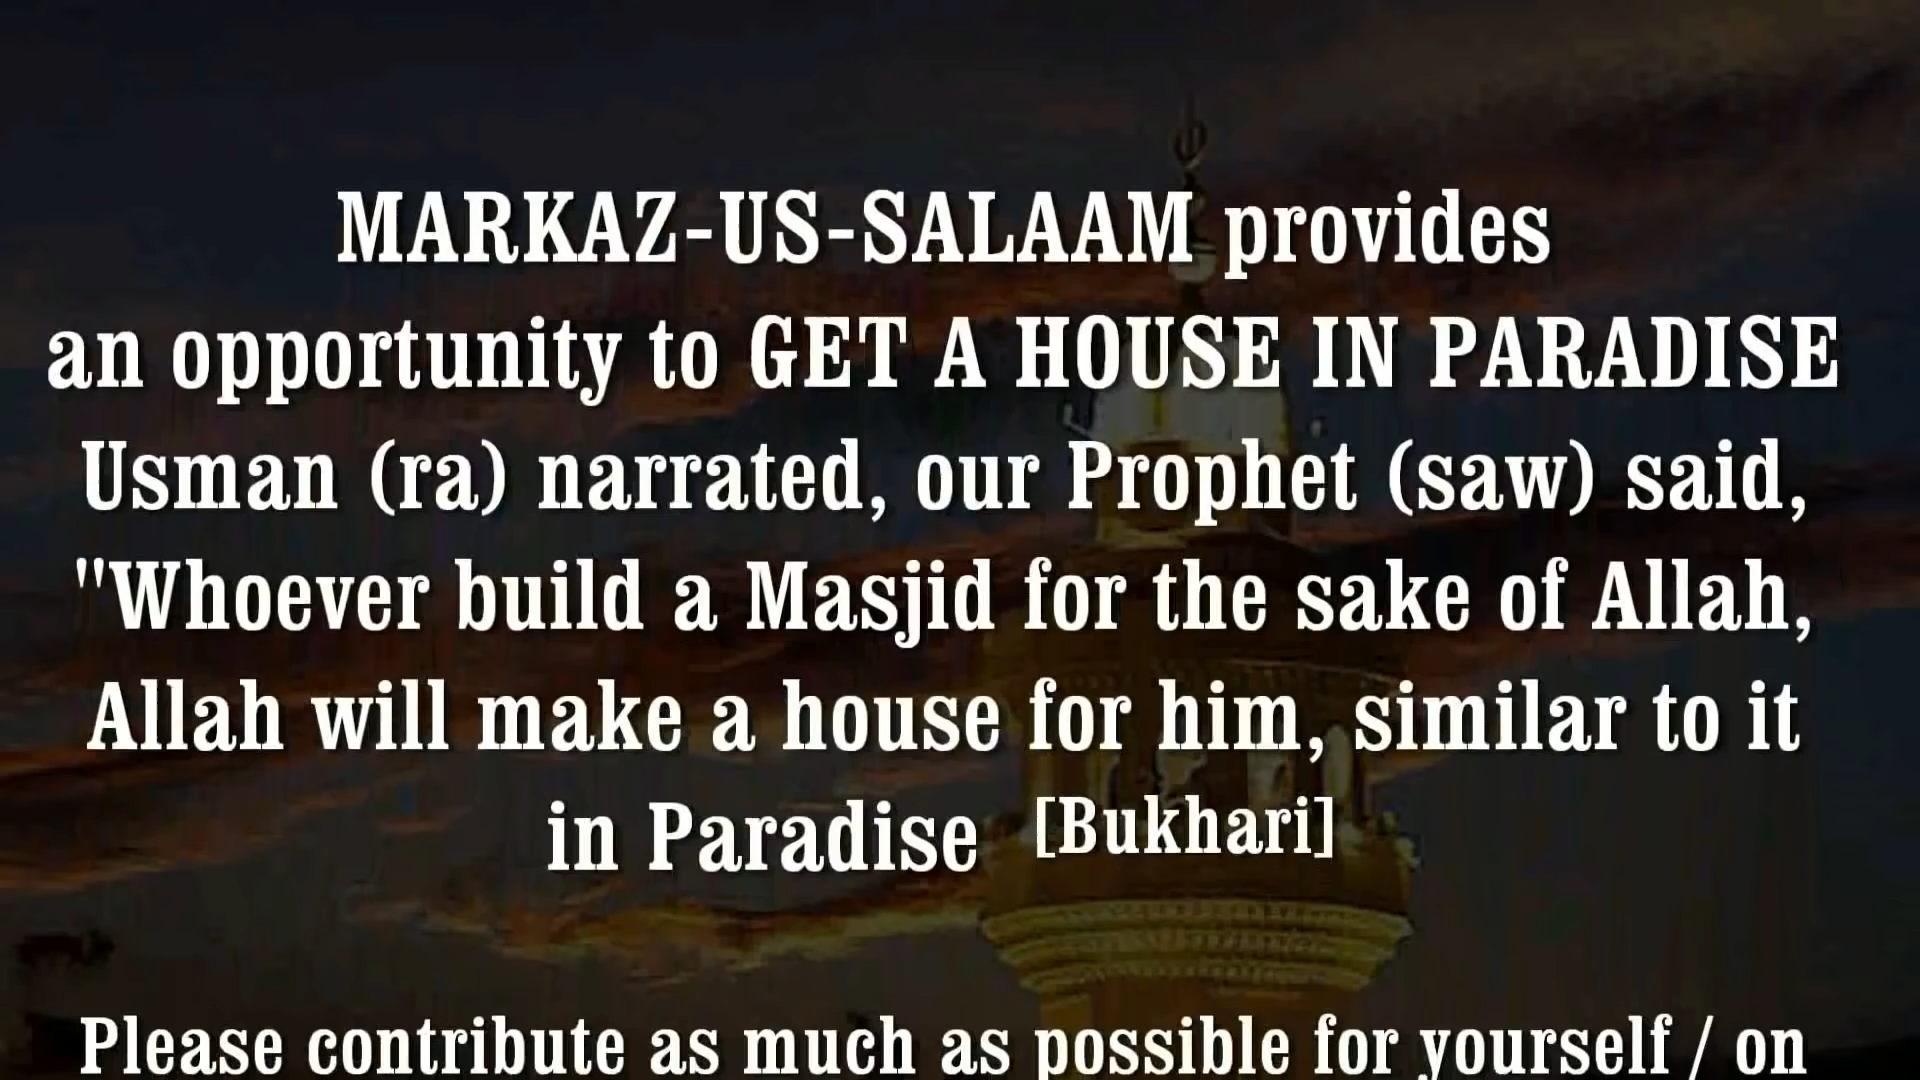 MARKAZ-US-SALAAM provides
an opportunity to GET A HOUSE IN PARADISE
Usman (ra) narrated, our Prophet (saw) said,
"Whoever build a Masjid for the sake of Allah,
Allah will make a house for him, similar to it
in Paradise [Bukhari]
Please contribute as much as possible for yourself / on